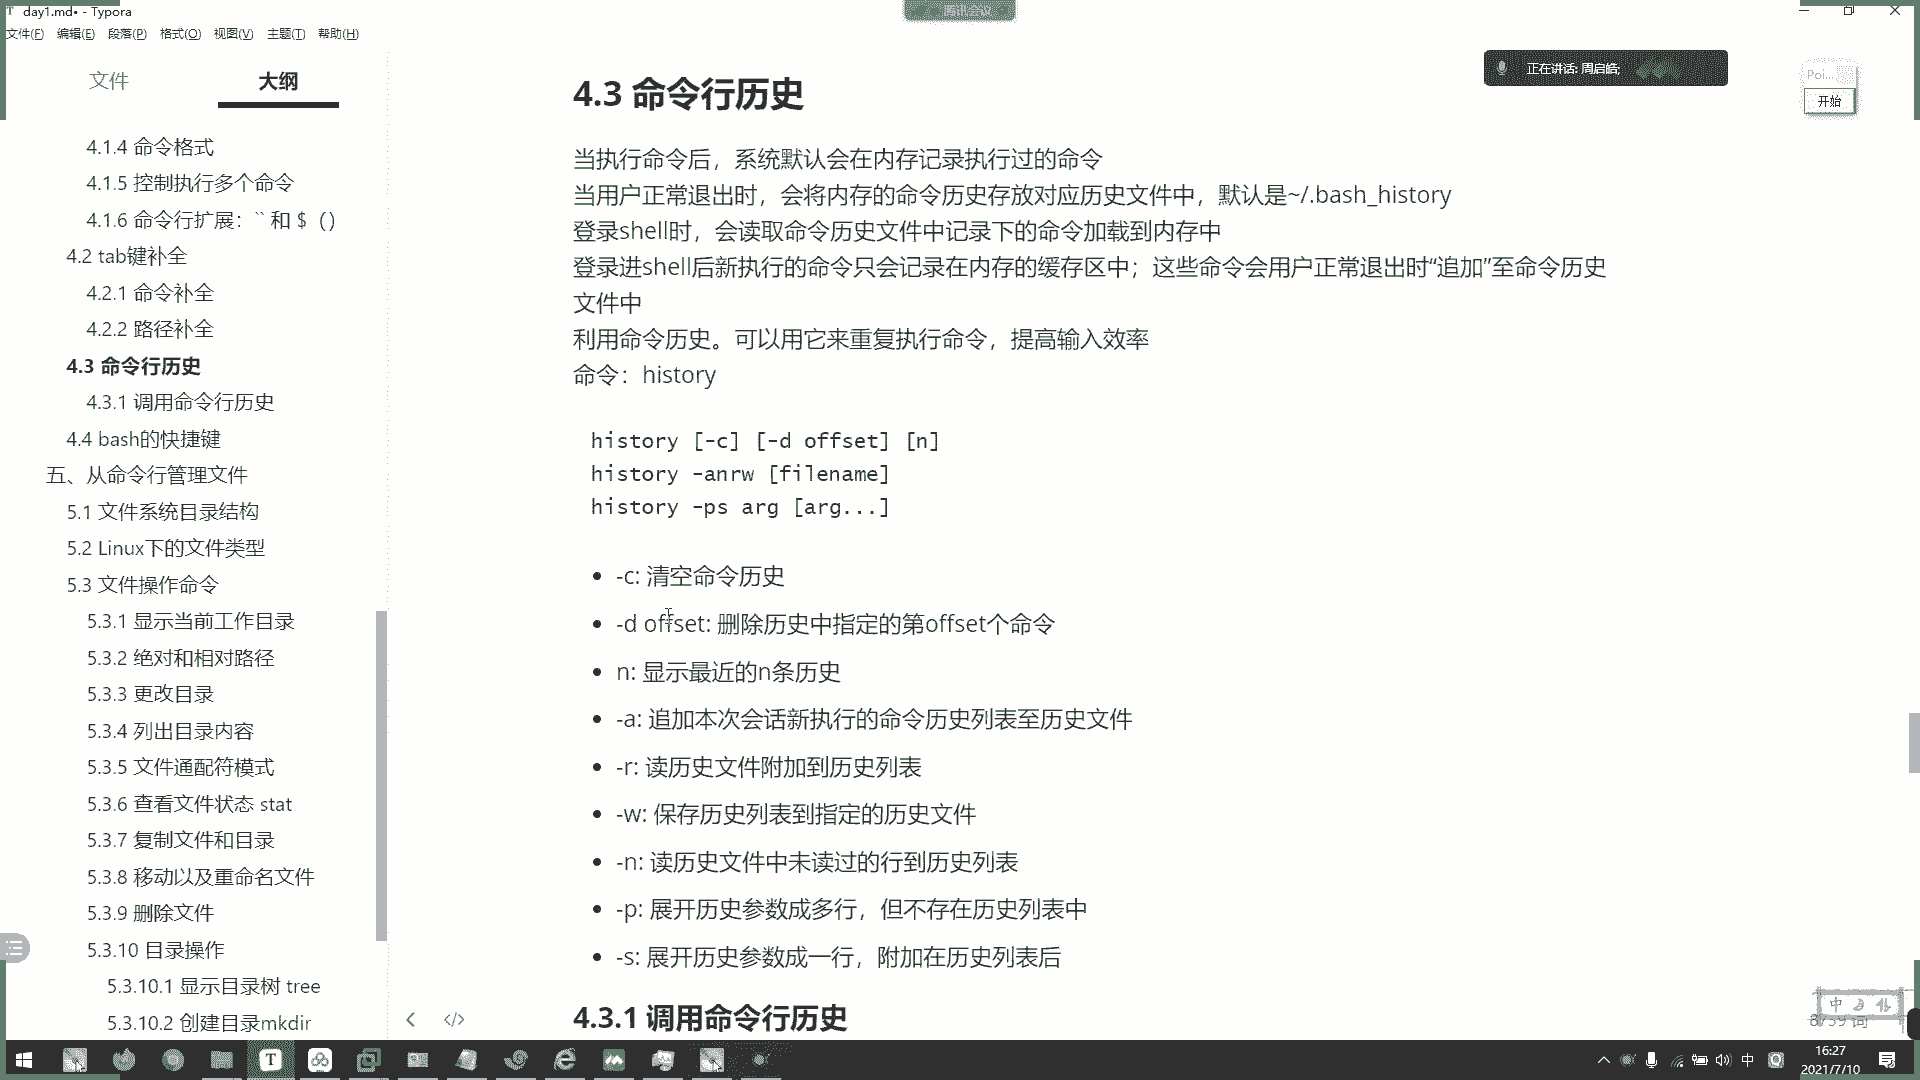 day1.md• - Typora
腾讯会议
文件(F) 编辑(E) 段落(P) 格式(O) 视图(V) 主题(T) 帮助(H)
文件 大纲
4.1.4 命令格式
4.1.5 控制执行多个命令
4.1.6 命令行扩展：`` 和 $（）
4.2 tab键补全
4.2.1 命令补全
4.2.2 路径补全
4.3 命令行历史
4.3.1 调用命令行历史
4.4 bash的快捷键
五、从命令行管理文件
5.1 文件系统目录结构
5.2 Linux下的文件类型
5.3 文件操作命令
5.3.1 显示当前工作目录
5.3.2 绝对和相对路径
5.3.3 更改目录
5.3.4 列出目录内容
5.3.5 文件通配符模式
5.3.6 查看文件状态 stat
5.3.7 复制文件和目录
5.3.8 移动以及重命名文件
5.3.9 删除文件
5.3.10 目录操作
5.3.10.1 显示目录树 tree
5.3.10.2 创建目录mkdir
4.3 命令行历史
当执行命令后，系统默认会在内存记录执行过的命令
当用户正常退出时，会将内存的命令历史存放对应历史文件中，默认是~/.bash_history
登录shell时，会读取命令历史文件中记录下的命令加载到内存中
登录进shell后新执行的命令只会记录在内存的缓存区中；这些命令会用户正常退出时“追加”至命令历史
文件中
利用命令历史。可以用它来重复执行命令，提高输入效率
命令：history
history [-c] [-d offset] [n]
history -anrw [filename]
history -ps arg [arg...]
-c: 清空命令历史
-d offset: 删除历史中指定的第offset个命令
n: 显示最近的n条历史
-a: 追加本次会话新执行的命令历史列表至历史文件
-r: 读历史文件附加到历史列表
-w: 保存历史列表到指定的历史文件
-n: 读历史文件中未读过的行到历史列表
-p: 展开历史参数成多行，但不存在历史列表中
-s: 展开历史参数成一行，附加在历史列表后
4.3.1 调用命令行历史
正在讲话: 周启皓;
Poi...
开始
中
16:27
2021/7/10